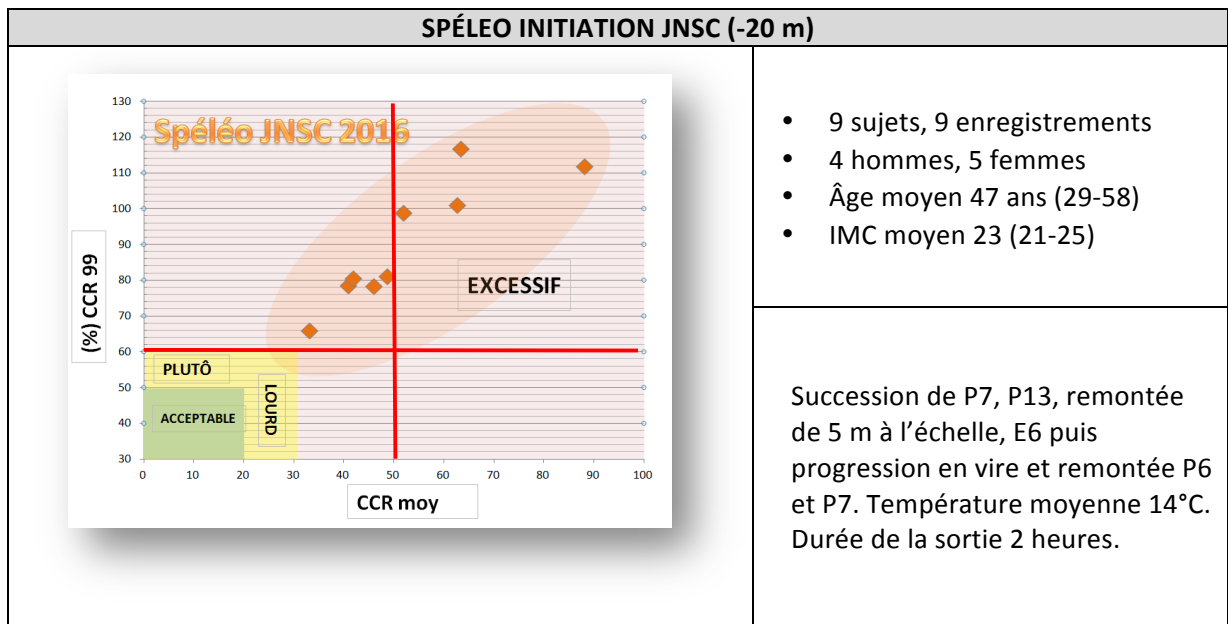 SPÉLEO INITIATION JNSC (-20 m)
Spéléo JNSC 2016
130
120
110
100
90
80
70
60
50
40
30
(%) CCR 99
EXCESSIF
PLUTÔ
LOURD
ACCEPTABLE
0 10 20 30 40 50 60 70 80 90 100
CCR moy
• 9 sujets, 9 enregistrements
• 4 hommes, 5 femmes
• Âge moyen 47 ans (29-58)
• IMC moyen 23 (21-25)
Succession de P7, P13, remontée
de 5 m à l’échelle, E6 puis
progression en vire et remontée P6
et P7. Température moyenne 14°C.
Durée de la sortie 2 heures.